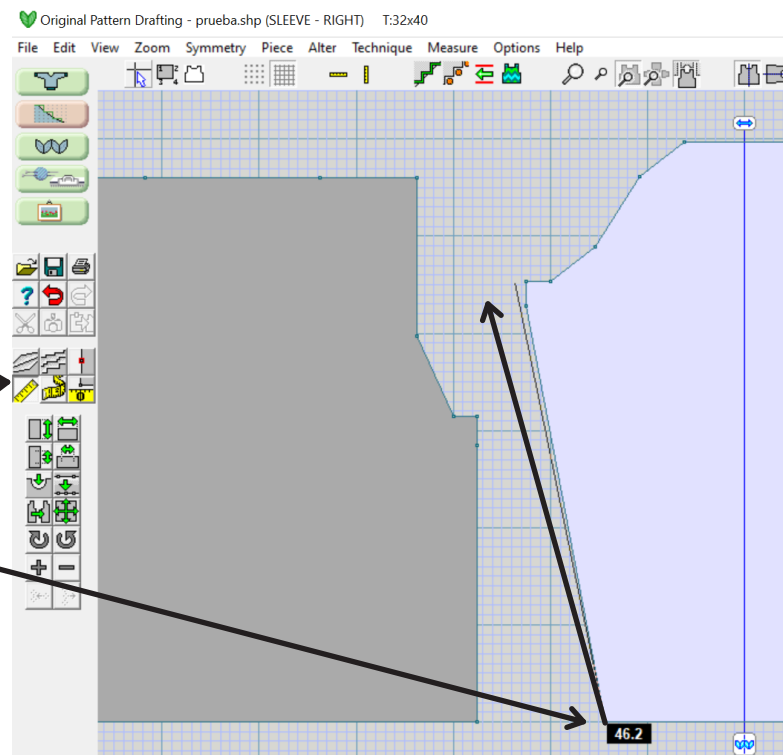 Original Pattern Drafting - prueba.shp (SLEEVE - RIGHT) T:32x40
File Edit View Zoom Symmetry Piece Alter Technique Measure Options Help
46.2